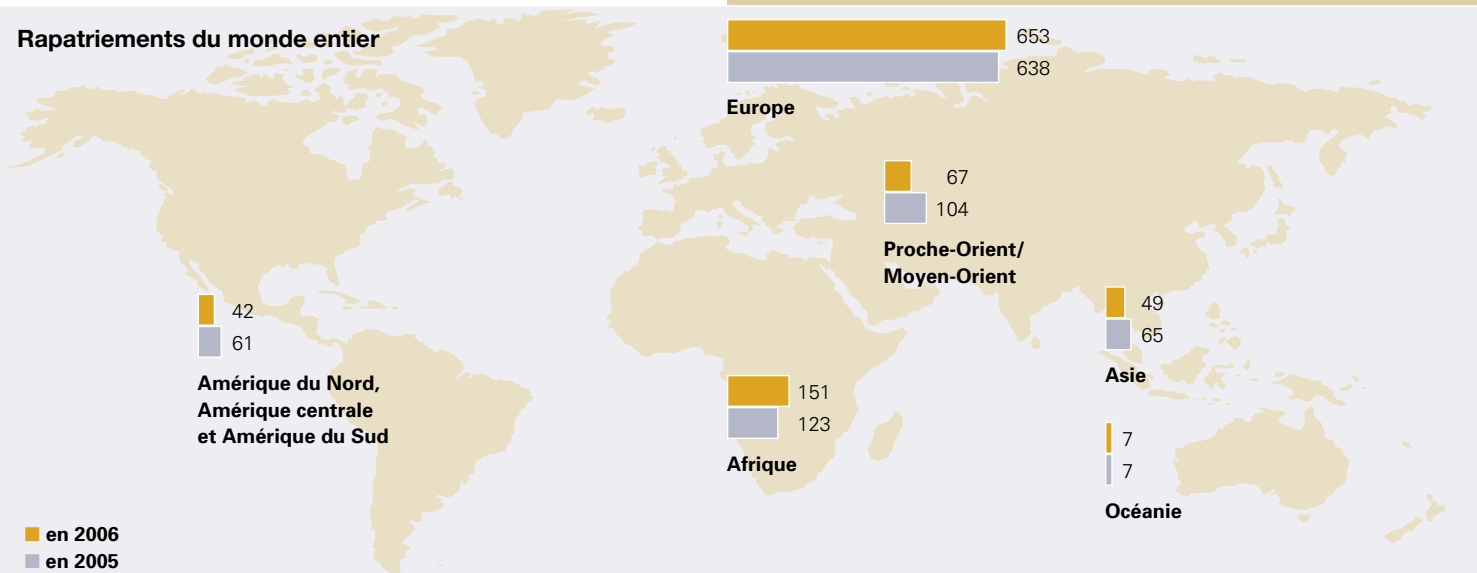 Rapatriements du monde entier
653
638
Europe
67
104
Proche-Orient/
Moyen-Orient
42
61
Amérique du Nord,
Amérique centrale
et Amérique du Sud
151
123
Afrique
49
65
Asie
7
7
Océanie
en 2006
en 2005